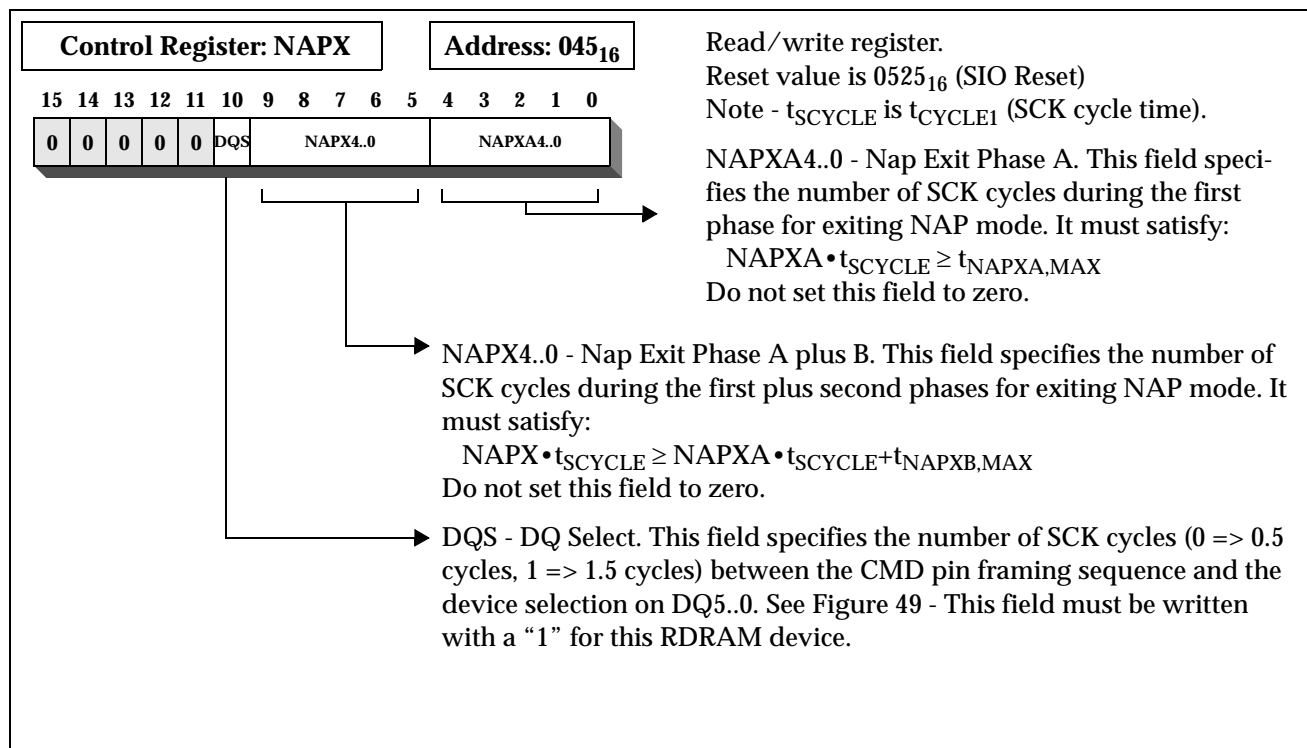 Control Register: NAPX
Address: 045₁₆
15 14 13 12 11 10 9 8 7 6 5 4 3 2 1 0
0 0 0 0 0 DQS NAPX4..0 NAPXA4..0
Read/write register.
Reset value is 0525₁₆ (SIO Reset)
Note - tSCYCLE is tCYCLE1 (SCK cycle time).
NAPXA4..0 - Nap Exit Phase A. This field speci-
fies the number of SCK cycles during the first
phase for exiting NAP mode. It must satisfy:
NAPXA•tSCYCLE ≥ tNAPXA,MAX
Do not set this field to zero.
NAPX4..0 - Nap Exit Phase A plus B. This field specifies the number of
SCK cycles during the first plus second phases for exiting NAP mode. It
must satisfy:
NAPX•tSCYCLE ≥ NAPXA•tSCYCLE+tNAPXB,MAX
Do not set this field to zero.
DQS - DQ Select. This field specifies the number of SCK cycles (0 => 0.5
cycles, 1 => 1.5 cycles) between the CMD pin framing sequence and the
device selection on DQ5..0. See Figure 49 - This field must be written
with a “1” for this RDRAM device.